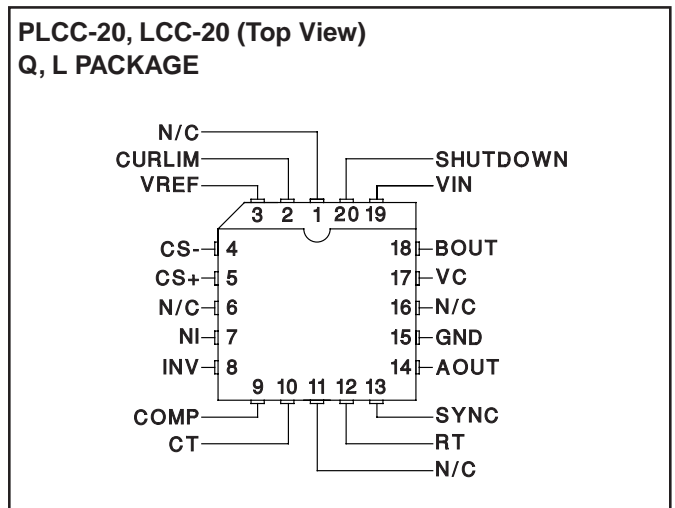 PLCC-20, LCC-20 (Top View)
Q, L PACKAGE
N/C
CURLIM
SHUTDOWN
VREF
VIN
3 2 1 20 19
CS- 4
18 BOUT
CS+ 5
17 VC
N/C 6
16 N/C
NI 7
15 GND
INV 8
14 AOUT
9 10 11 12 13
COMP
SYNC
CT
RT
N/C